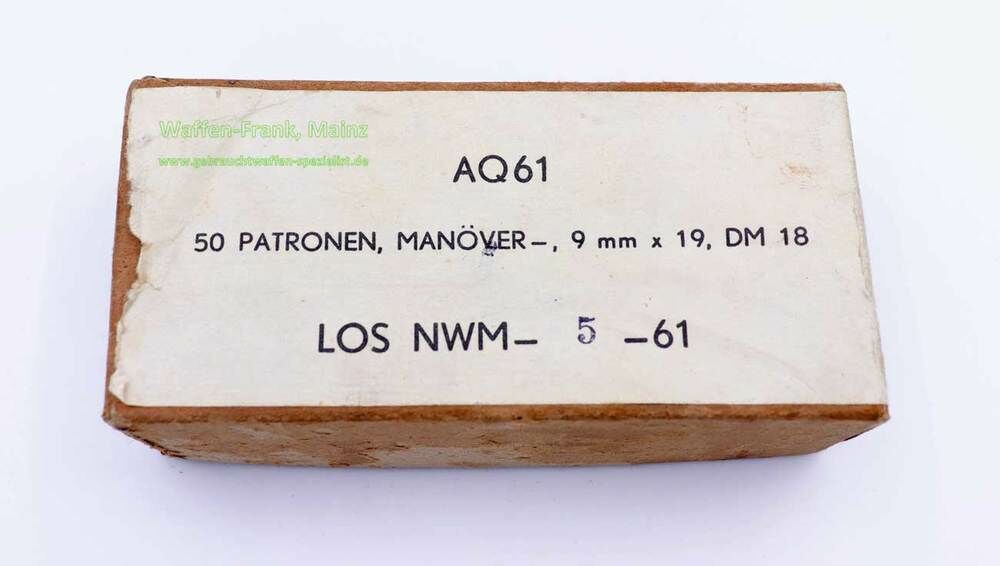 Waffen-Frank, Mainz
www.gebrauchtwaffen-spezialist.de
AQ61
50 PATRONEN, MANÖVER–, 9 mm x 19, DM 18
LOS NWM– 5 –61